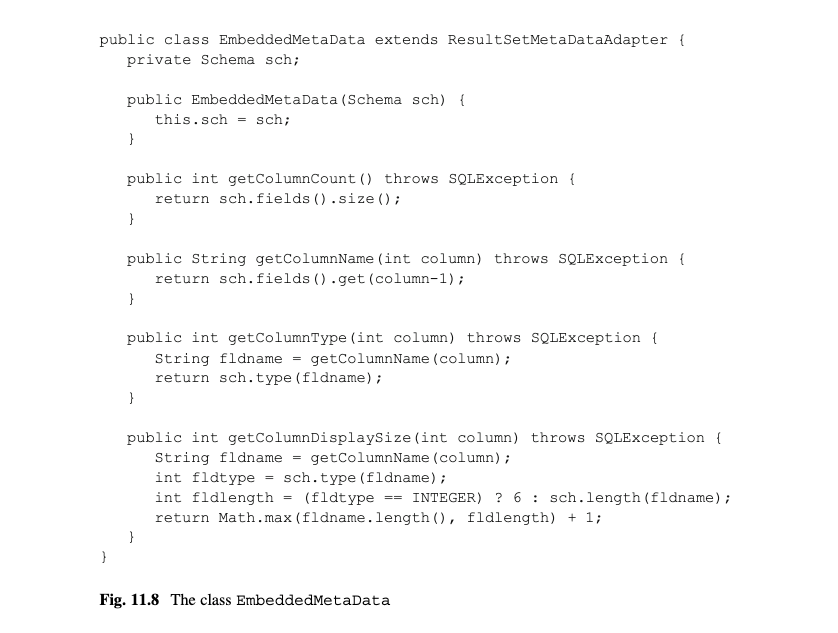 public class EmbeddedMetaData extends ResultSetMetaDataAdapter {
   private Schema sch;

   public EmbeddedMetaData(Schema sch) {
      this.sch = sch;
   }

   public int getColumnCount() throws SQLException {
      return sch.fields().size();
   }

   public String getColumnName(int column) throws SQLException {
      return sch.fields().get(column-1);
   }

   public int getColumnType(int column) throws SQLException {
      String fldname = getColumnName(column);
      return sch.type(fldname);
   }

   public int getColumnDisplaySize(int column) throws SQLException {
      String fldname = getColumnName(column);
      int fldtype = sch.type(fldname);
      int fldlength = (fldtype == INTEGER) ? 6 : sch.length(fldname);
      return Math.max(fldname.length(), fldlength) + 1;
   }
}

Fig. 11.8 The class EmbeddedMetaData